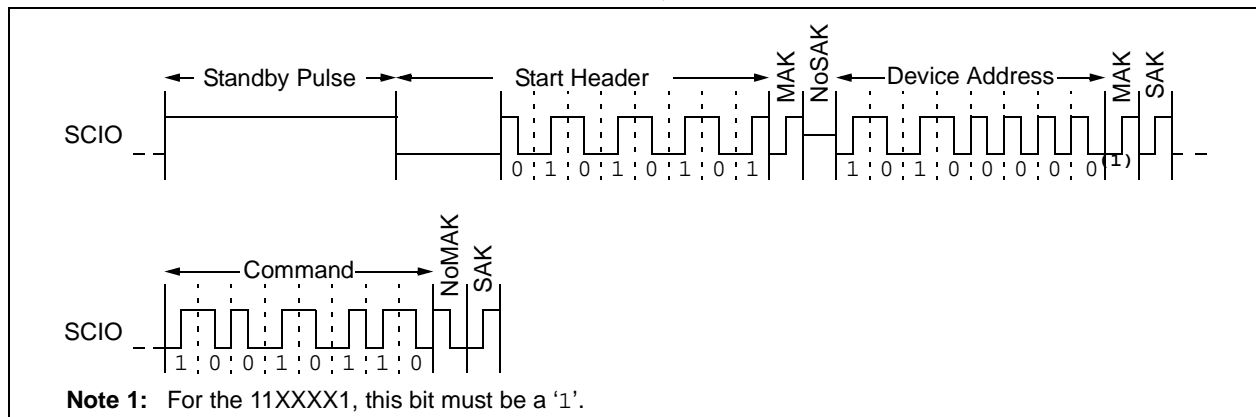 Standby Pulse
Start Header
MAK
NoSAK
Device Address
MAK
SAK
SCIO
0 1 0 1 0 1 0 1
1 0 1 0 0 0 0 0(1)
Command
NoMAK
SAK
SCIO
1 0 0 1 0 1 1 0
Note 1: For the 11XXXX1, this bit must be a ‘1’.